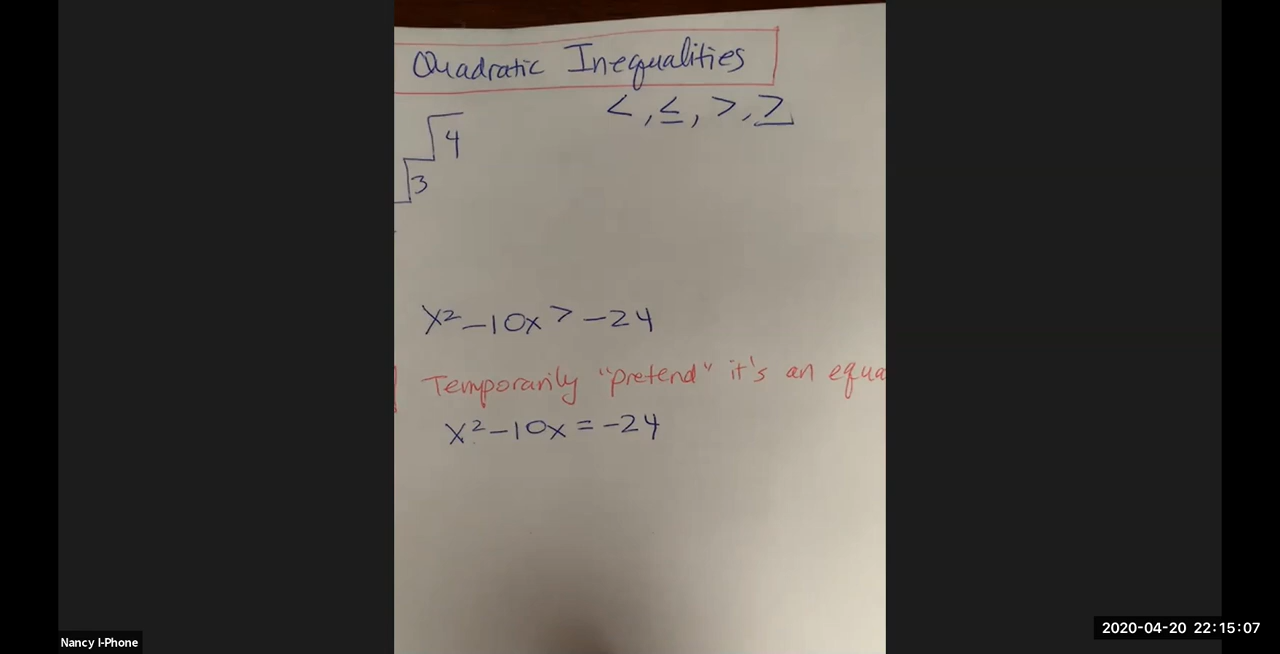 Quadratic Inequalities
<, ≤, >, ≥
√4
3
x² - 10x > -24
Temporarily "pretend" it's an equa
x² - 10x = -24
Nancy I-Phone
2020-04-20 22:15:07